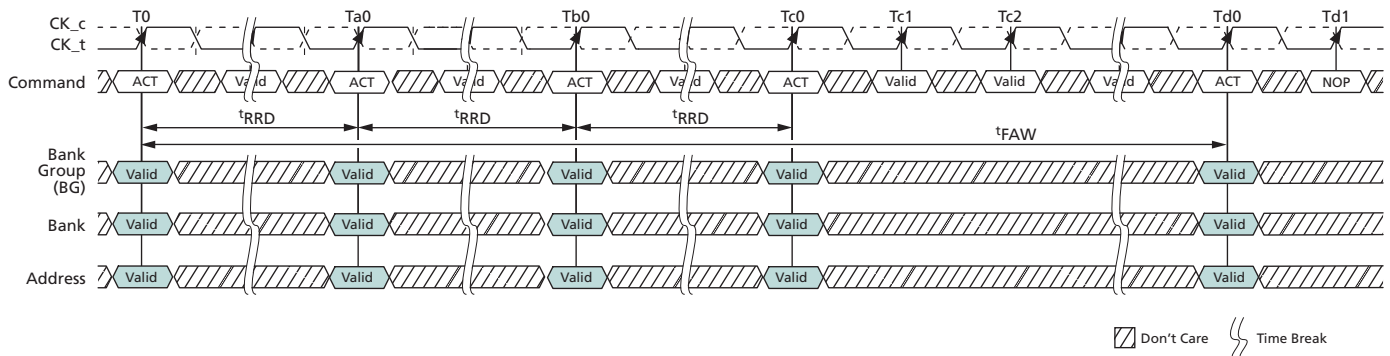 T0 Ta0 Tb0 Tc0 Tc1 Tc2 Td0 Td1
CK_c
CK_t
Command ACT Valid ACT Valid ACT Valid ACT Valid Valid Valid ACT NOP
tRRD tRRD tRRD
tFAW
Bank
Group
(BG)
Valid Valid Valid Valid Valid
Bank Valid Valid Valid Valid Valid
Address Valid Valid Valid Valid Valid
Don't Care Time Break